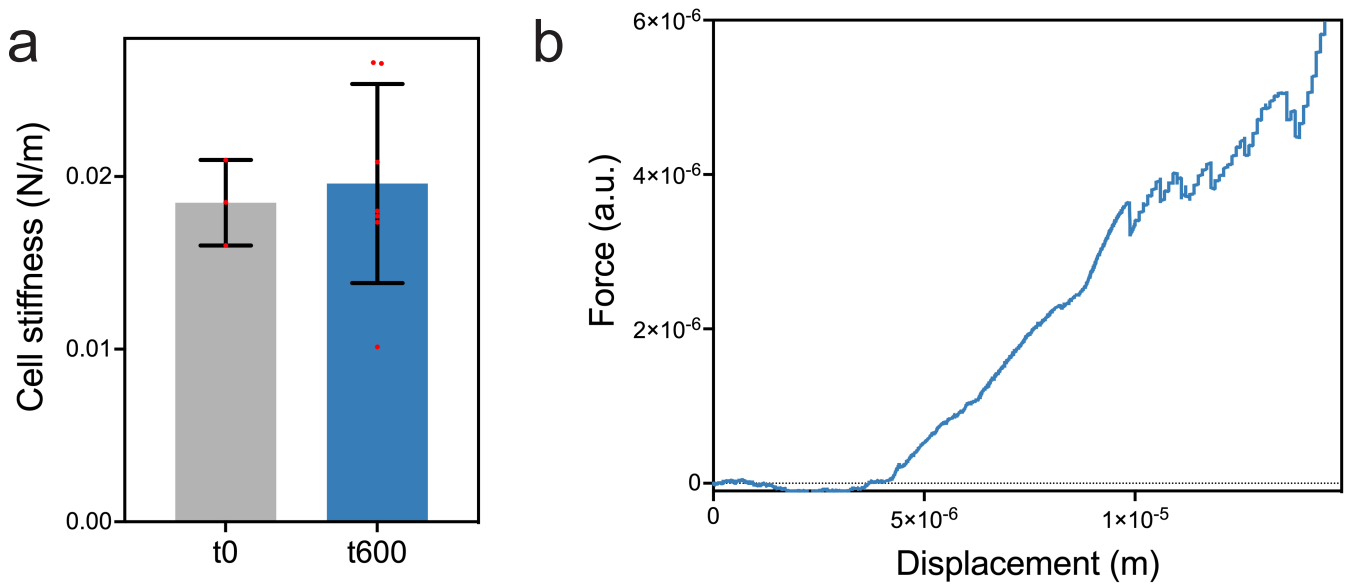 a
Cell stiffness (N/m)
0.02
0.01
0.00
t0
t600
b
Force (a.u.)
6×10⁻⁶
4×10⁻⁶
2×10⁻⁶
0
0
5×10⁻⁶
1×10⁻⁵
Displacement (m)